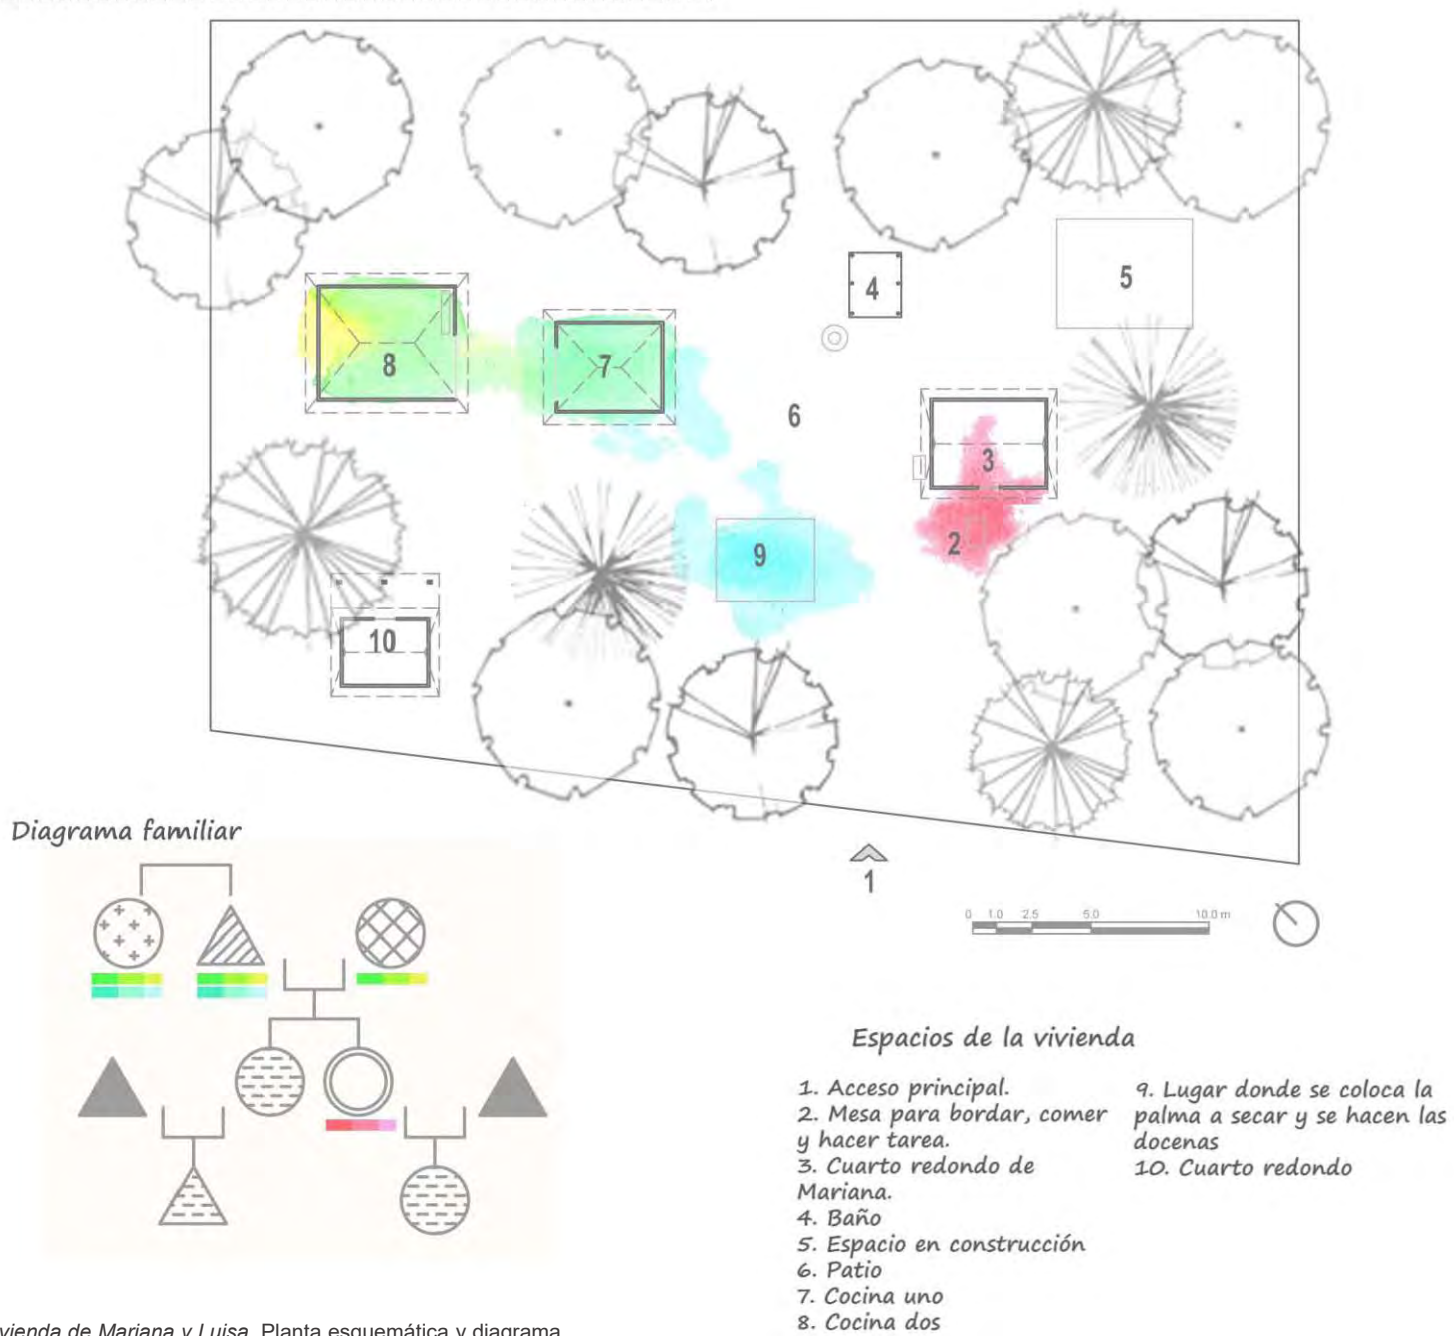 4
5
8
7
6
3
9
2
10
1
0 1.0 2.5 5.0 10.0 m
Diagrama familiar
Espacios de la vivienda
1. Acceso principal.
2. Mesa para bordar, comer
y hacer tarea.
3. Cuarto redondo de
Mariana.
4. Baño
5. Espacio en construcción
6. Patio
7. Cocina uno
8. Cocina dos
9. Lugar donde se coloca la
palma a secar y se hacen las
docenas
10. Cuarto redondo
de Mariana y Luisa. Planta esquemática y diagrama